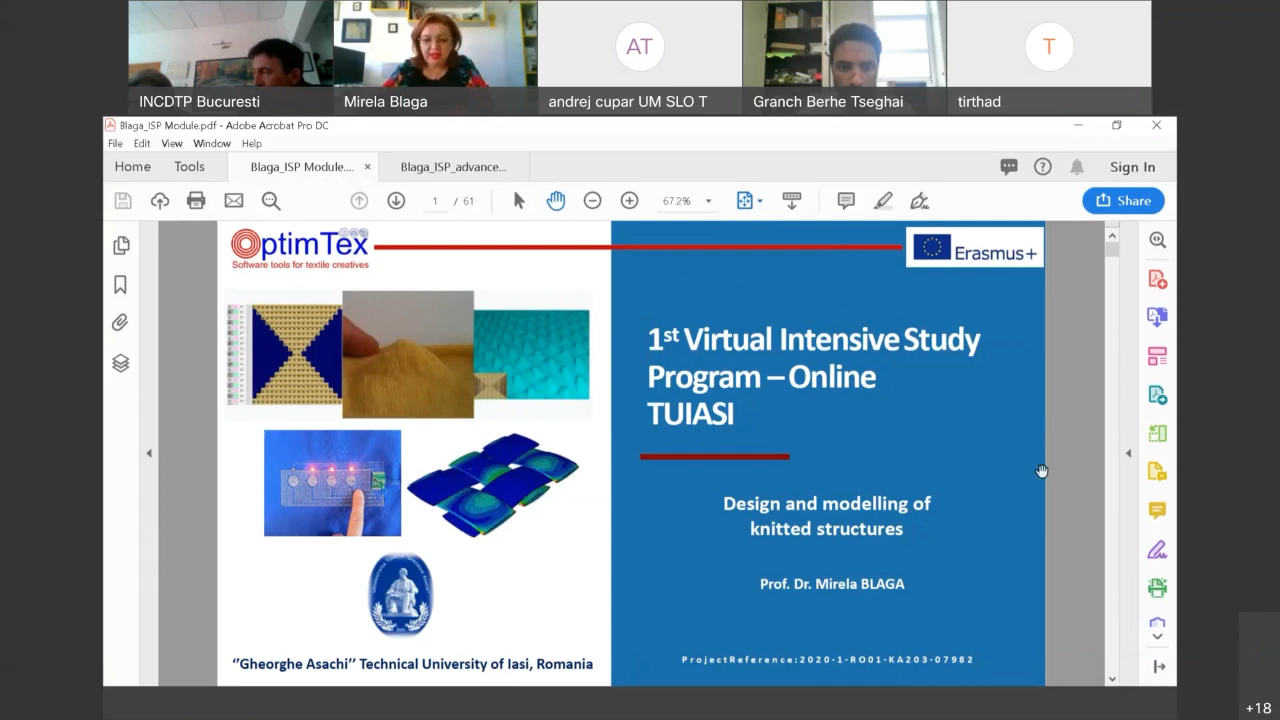 AT
T
INCDTP Bucuresti
Mirela Blaga
andrej cupar UM SLO T
Granch Berhe Tseghai
tirthad
Blaga_ISP Module.pdf - Adobe Acrobat Pro DC
File Edit View Window Help
Home Tools Blaga_ISP Module.... × Blaga_ISP_advance... Sign In
1 / 61 67.2% Share
OptimTex
Software tools for textile creatives
Erasmus+
1st Virtual Intensive Study
Program – Online
TUIASI
Design and modelling of
knitted structures
Prof. Dr. Mirela BLAGA
‘‘Gheorghe Asachi’’ Technical University of Iasi, Romania
ProjectReference:2020-1-RO01-KA203-07982
+18